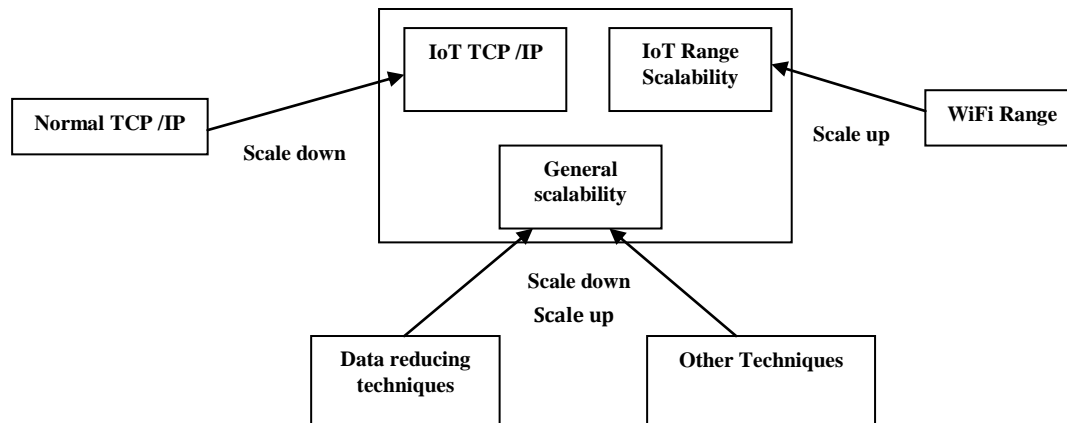 IoT TCP /IP
IoT Range
Scalability
Normal TCP /IP
WiFi Range
Scale down
Scale up
General
scalability
Scale down
Scale up
Data reducing
techniques
Other Techniques